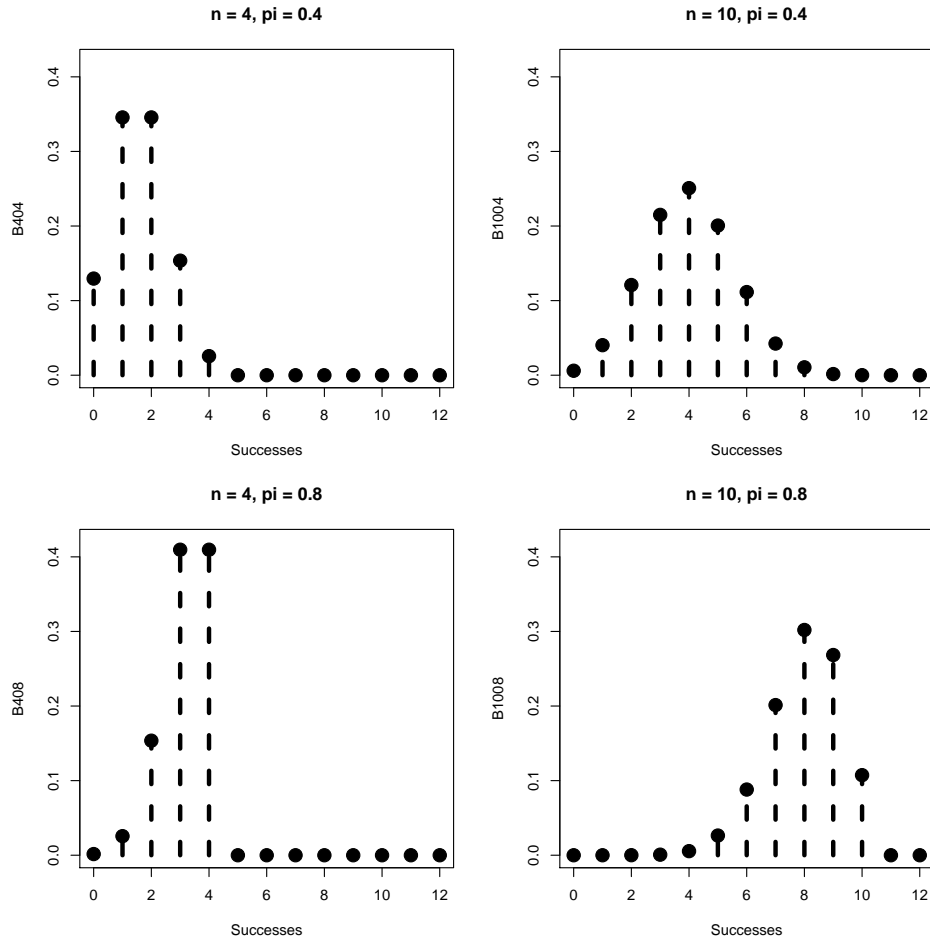 n = 4, pi = 0.4
B404
0.0 0.1 0.2 0.3 0.4
0 2 4 6 8 10 12
Successes
n = 10, pi = 0.4
B1004
0.0 0.1 0.2 0.3 0.4
0 2 4 6 8 10 12
Successes
n = 4, pi = 0.8
B408
0.0 0.1 0.2 0.3 0.4
0 2 4 6 8 10 12
Successes
n = 10, pi = 0.8
B1008
0.0 0.1 0.2 0.3 0.4
0 2 4 6 8 10 12
Successes